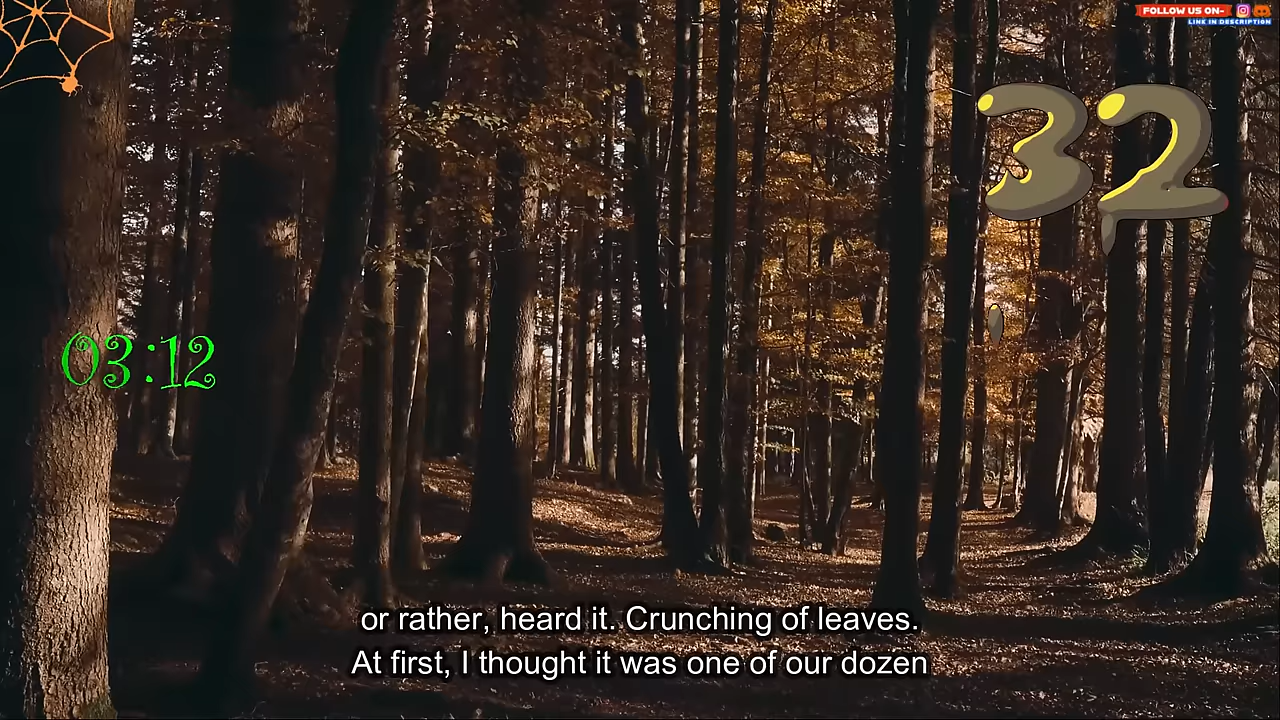 FOLLOW US ON-
LINK IN DESCRIPTION
32
03:12
or rather, heard it. Crunching of leaves.
At first, I thought it was one of our dozen